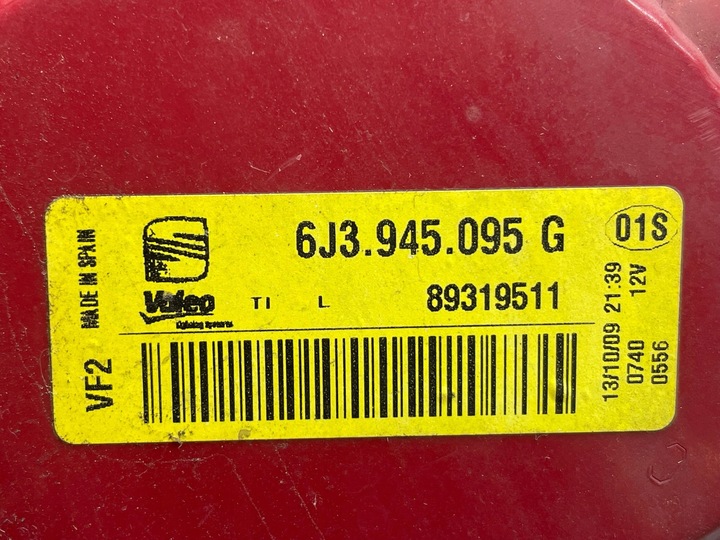 6J3.945.095 G
01S
Valeo
TI L
89319511
VF2
MADE IN SPAIN
13/10/09 21:39
0740 12V
0556